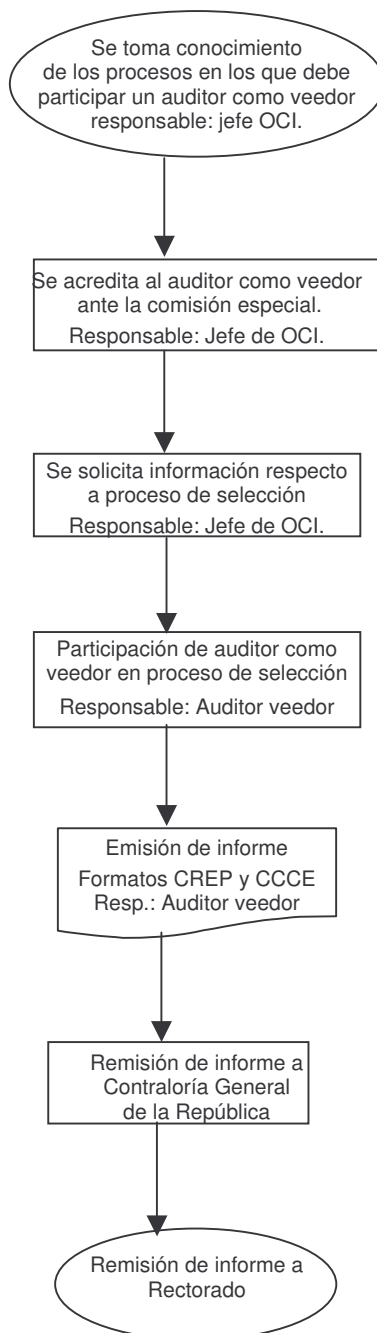 Se toma conocimiento
de los procesos en los que debe
participar un auditor como veedor
responsable: jefe OCI.
Se acredita al auditor como veedor
ante la comisión especial.
Responsable: Jefe de OCI.
Se solicita información respecto
a proceso de selección
Responsable: Jefe de OCI.
Participación de auditor como
veedor en proceso de selección
Responsable: Auditor veedor
Emisión de informe
Formatos CREP y CCCE
Resp.: Auditor veedor
Remisión de informe a
Contraloría General
de la República
Remisión de informe a
Rectorado